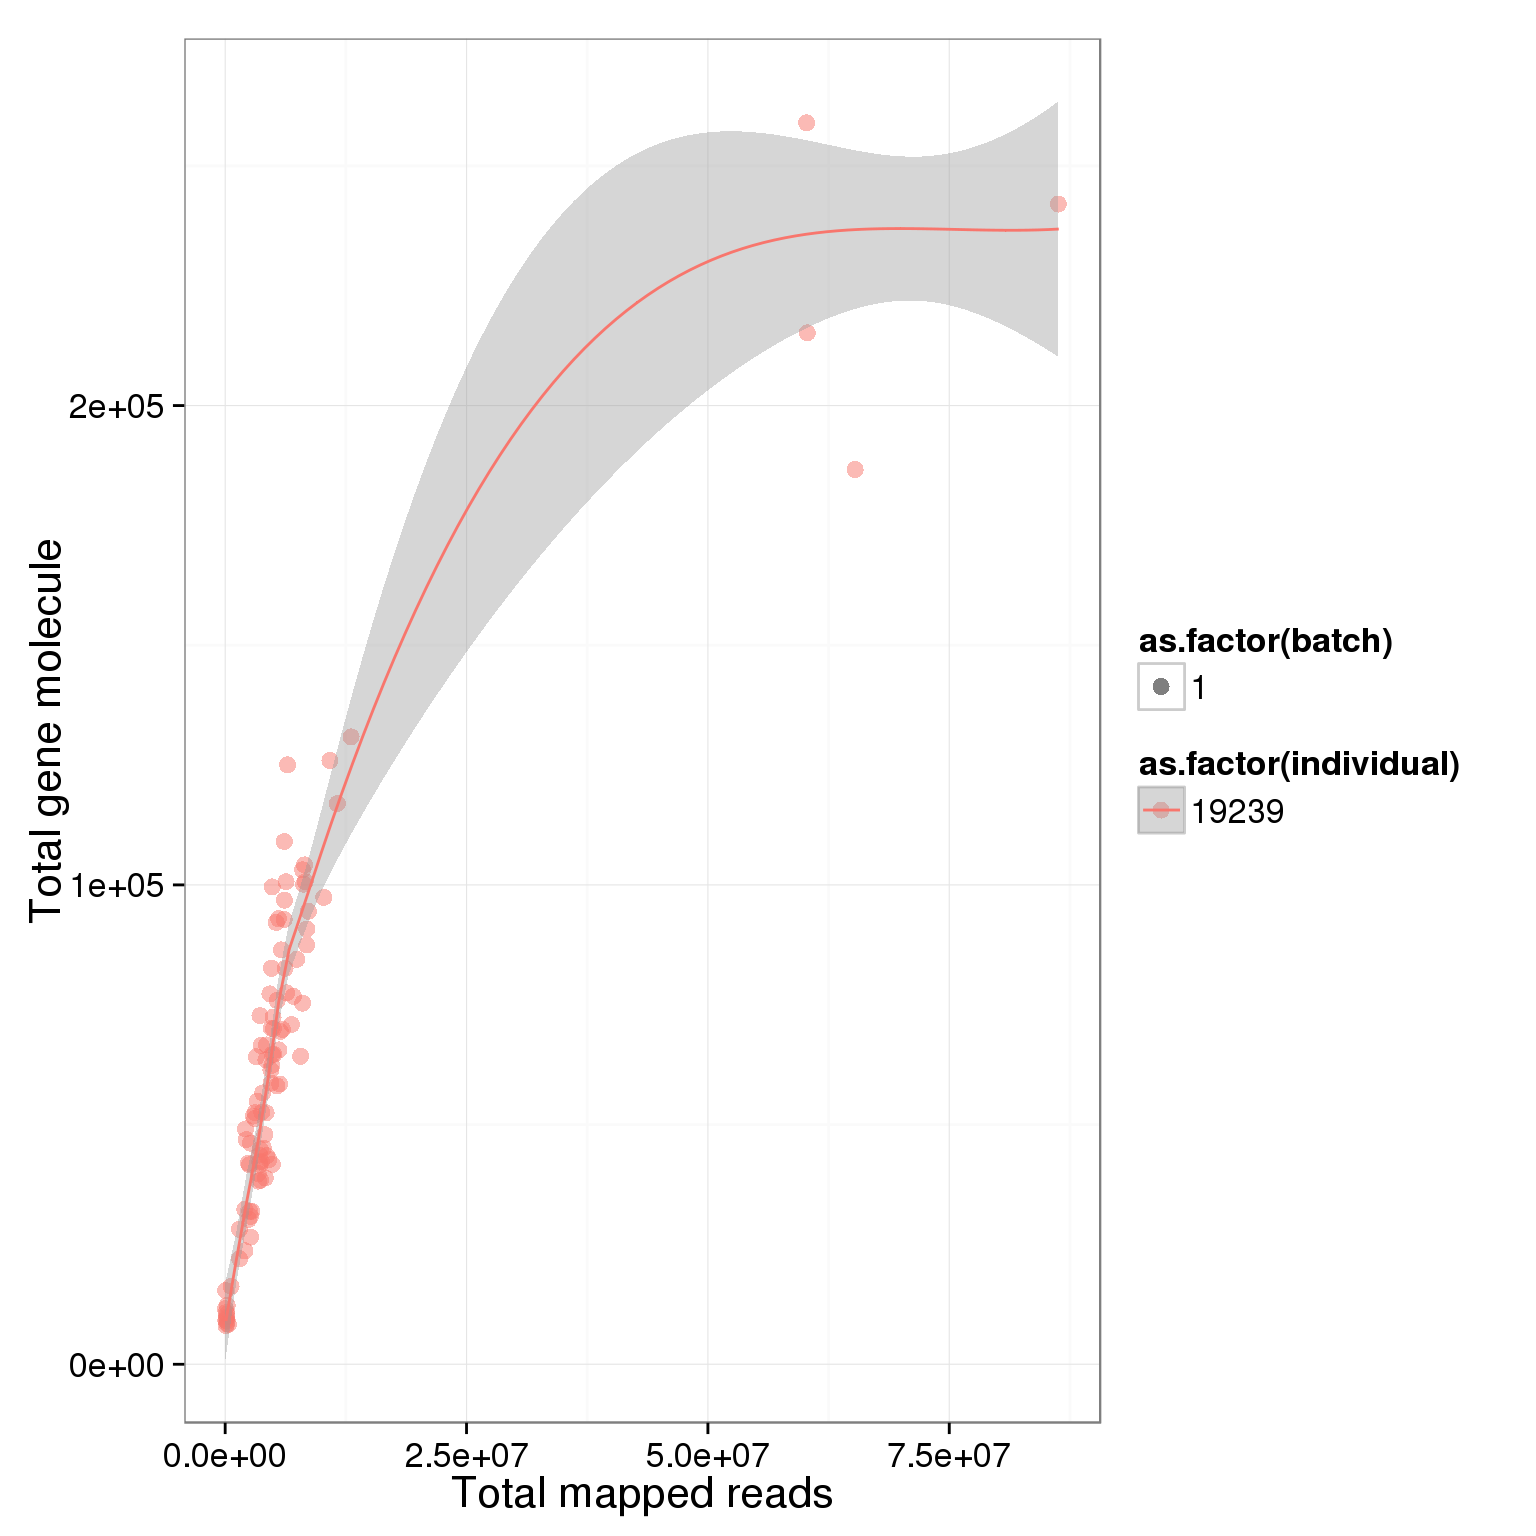 Total gene molecule
2e+05
1e+05
0e+00
0.0e+00 2.5e+07 5.0e+07 7.5e+07
Total mapped reads
as.factor(batch)
1
as.factor(individual)
19239